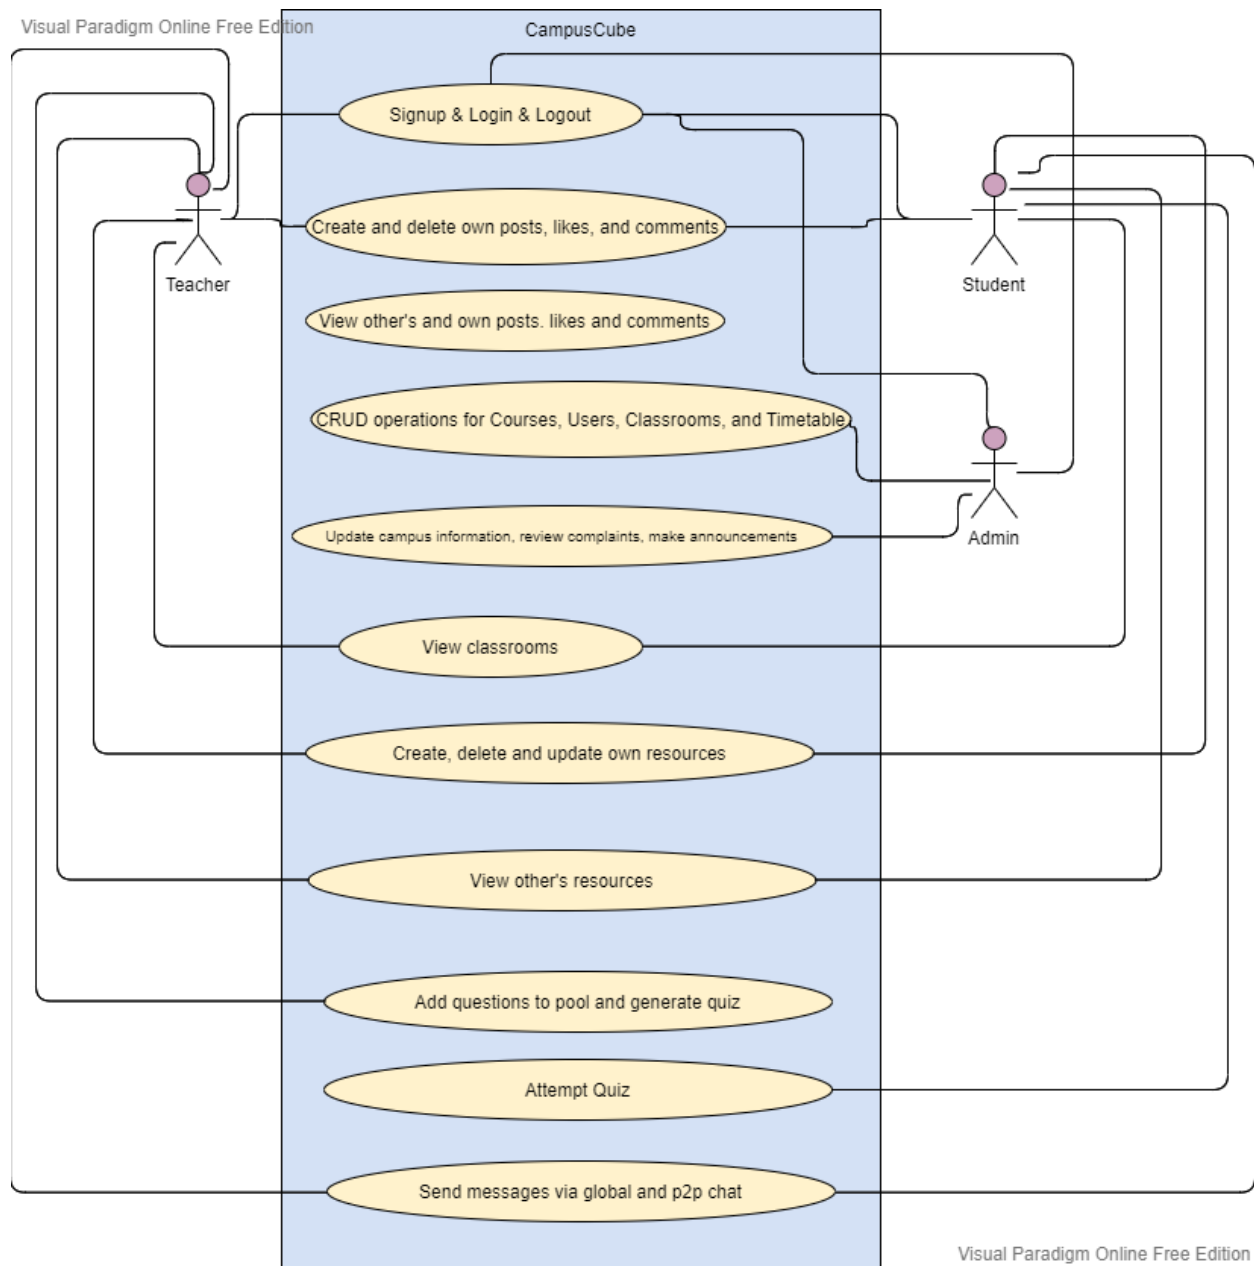 Visual Paradigm Online Free Edition
CampusCube
Signup & Login & Logout
Create and delete own posts, likes, and comments
Teacher
Student
View other's and own posts. likes and comments
CRUD operations for Courses, Users, Classrooms, and Timetable
Update campus information, review complaints, make announcements
Admin
View classrooms
Create, delete and update own resources
View other's resources
Add questions to pool and generate quiz
Attempt Quiz
Send messages via global and p2p chat
Visual Paradigm Online Free Edition